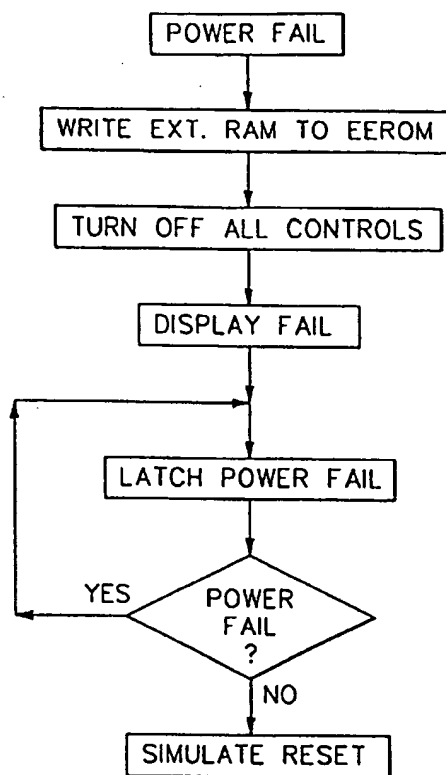 POWER FAIL
WRITE EXT. RAM TO EEROM
TURN OFF ALL CONTROLS
DISPLAY FAIL
LATCH POWER FAIL
YES
POWER
FAIL
?
NO
SIMULATE RESET